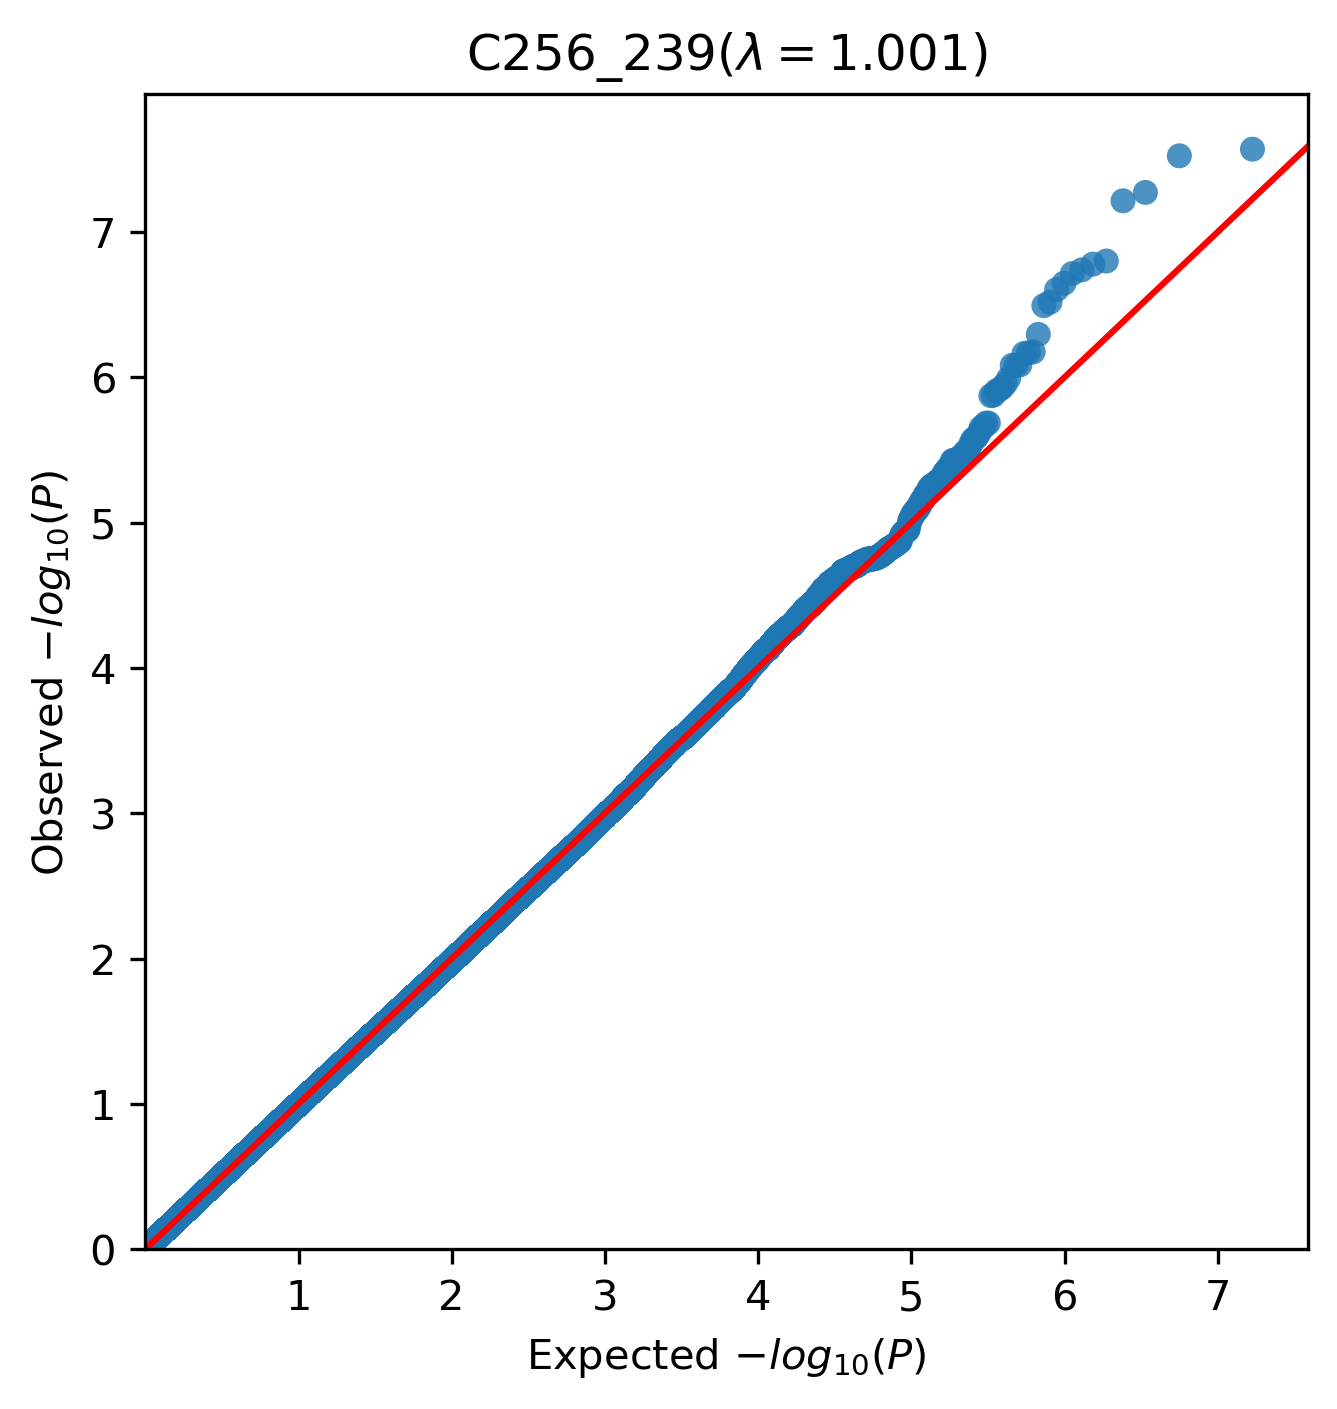 C256_239(λ = 1.001)
7
6
5
4
3
2
1
0
Observed −log₁₀(P)
1 2 3 4 5 6 7
Expected −log₁₀(P)